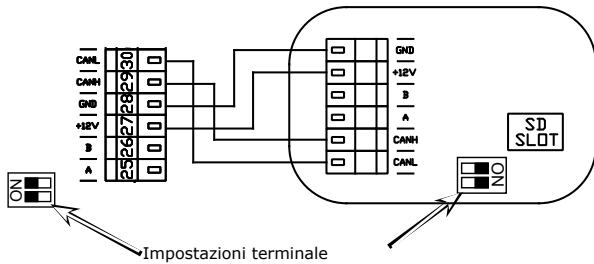 CANL 30
CANH 29
GND 28
+12V 27
B 26
A 25
GND
+12V
B
A
CANH
CANL
SD
SLOT
ON
ON
Impostazioni terminale